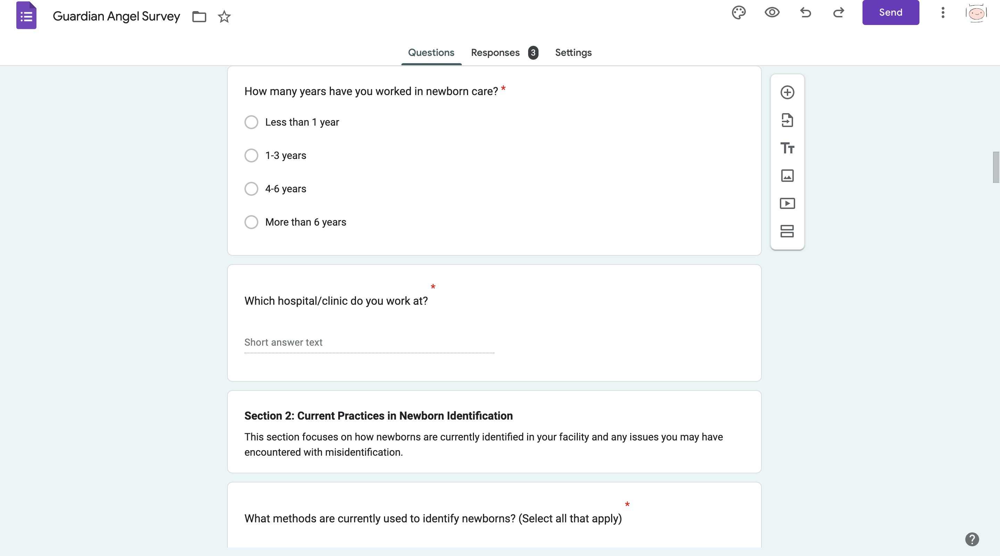 Guardian Angel Survey
Send
Questions
Responses 3
Settings
How many years have you worked in newborn care? *
Less than 1 year
1-3 years
4-6 years
More than 6 years
*
Which hospital/clinic do you work at?
Short answer text
Section 2: Current Practices in Newborn Identification
This section focuses on how newborns are currently identified in your facility and any issues you may have
encountered with misidentification.
*
What methods are currently used to identify newborns? (Select all that apply)